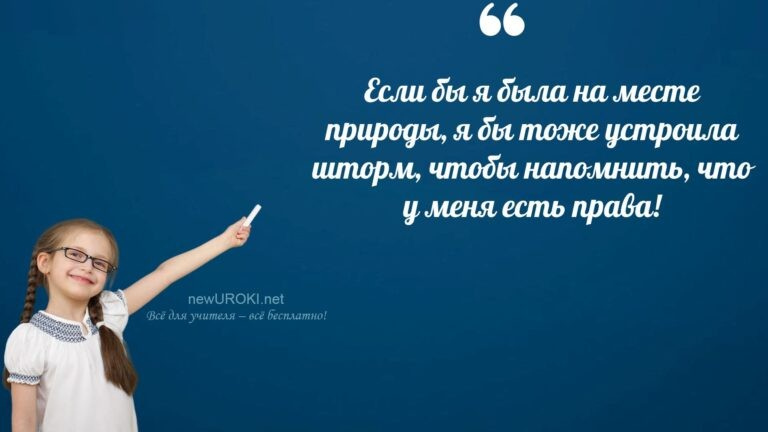 ❝
Если бы я была на месте
природы, я бы тоже устроила
шторм, чтобы напомнить, что
у меня есть права!
newUROKI.net
Всё для учителя – всё бесплатно!